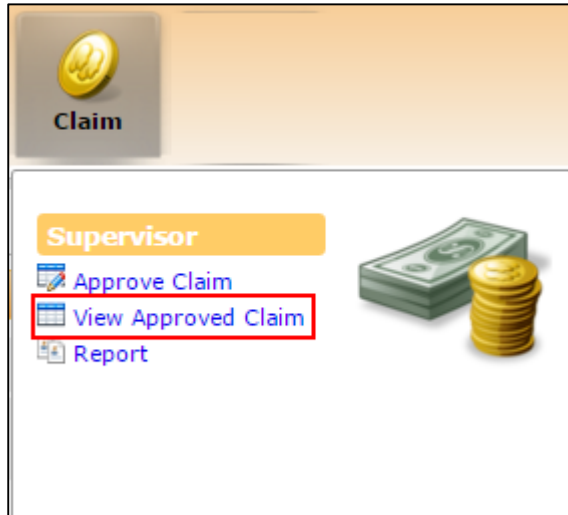 Claim
Supervisor
Approve Claim
View Approved Claim
Report